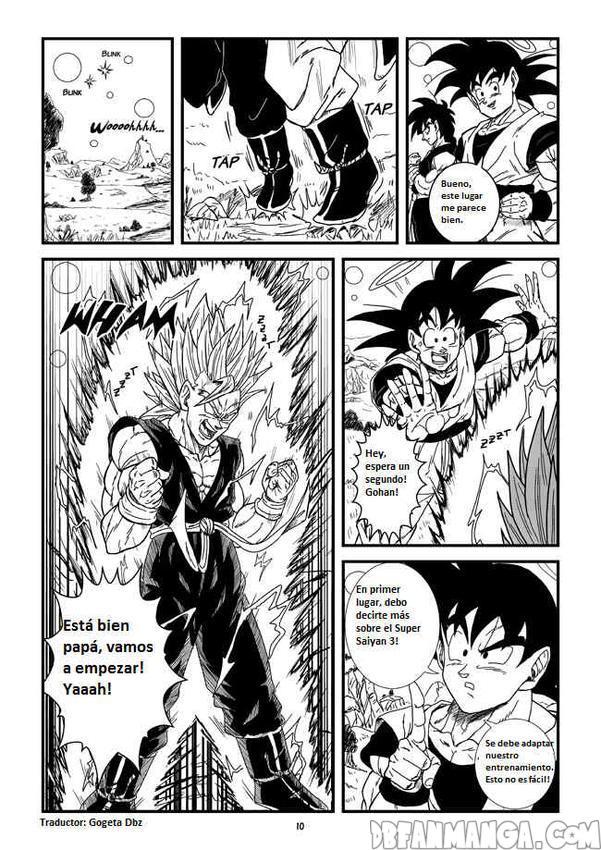 BLINK
BLINK
Woooohhhh...
TAP
TAP
Bueno,
este lugar
me parece
bien.
WHAM
ZZZT
ZZZT
Está bien
papá, vamos
a empezar!
Yaaah!
Hey,
espera un
segundo!
Gohan!
ZZZT
En primer
lugar, debo
decirte más
sobre el Super
Saiyan 3!
Se debe adaptar
nuestro
entrenamiento.
Esto no es fácil!
Traductor: Gogeta Dbz
10
DBFANMANGA.COM